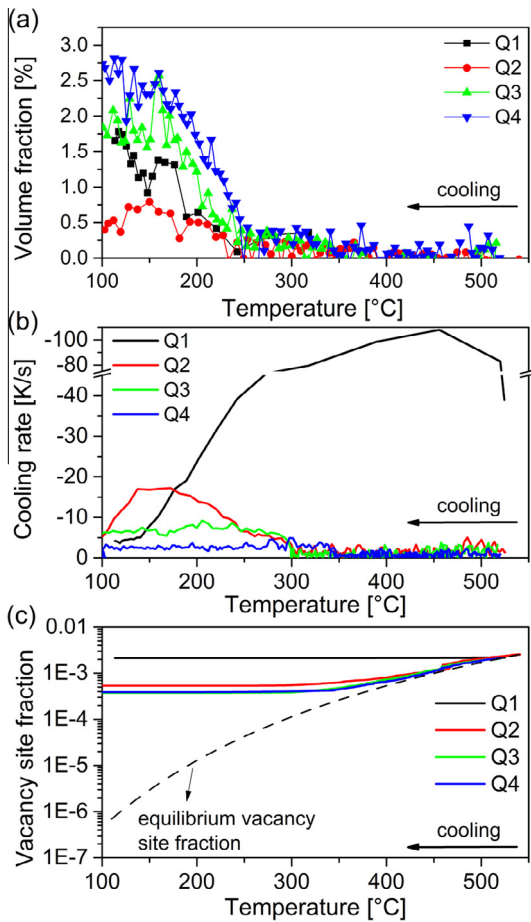 (a)
Volume fraction [%]
3.0
2.5
2.0
1.5
1.0
0.5
0.0
Q1
Q2
Q3
Q4
cooling
100 200 300 400 500
Temperature [°C]
(b)
Cooling rate [K/s]
-100
-80
-40
-30
-20
-10
0
Q1
Q2
Q3
Q4
cooling
100 200 300 400 500
Temperature [°C]
(c)
Vacancy site fraction
0.01
1E-3
1E-4
1E-5
1E-6
1E-7
Q1
Q2
Q3
Q4
equilibrium vacancy
site fraction
cooling
100 200 300 400 500
Temperature [°C]